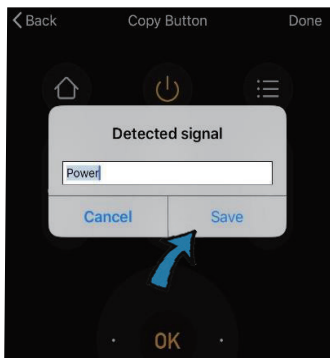 Back Copy Button Done
Detected signal
Power
Cancel Save
OK